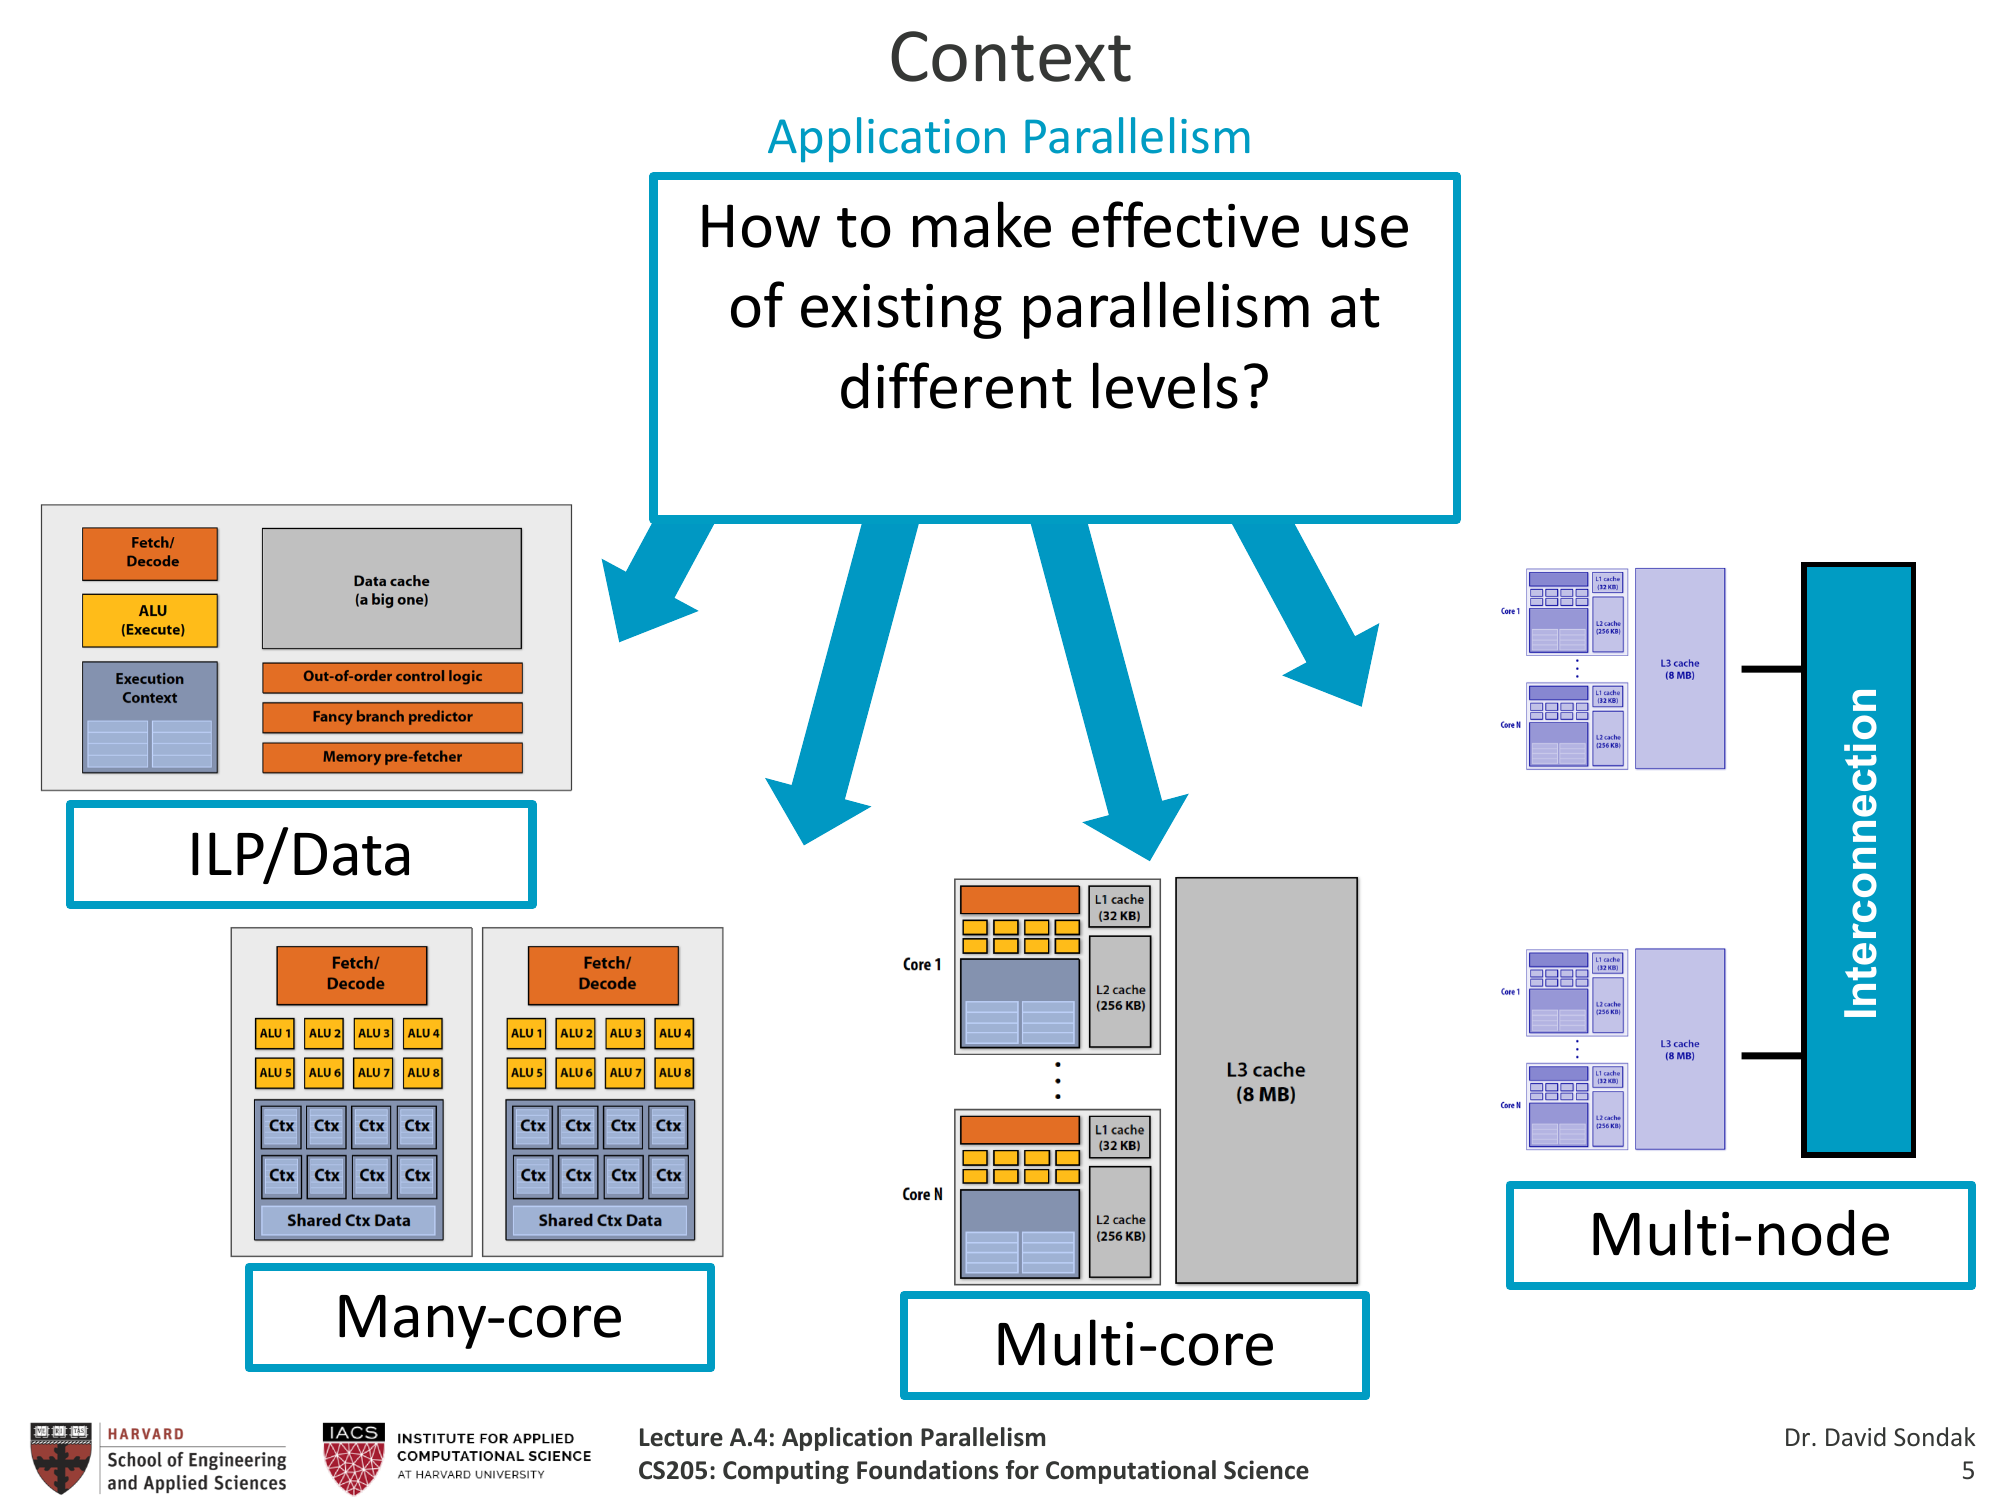 Context
Application Parallelism
How to make effective use
of existing parallelism at
different levels?
Fetch/
Decode
ALU
(Execute)
Execution
Context
Data cache
(a big one)
Out-of-order control logic
Fancy branch predictor
Memory pre-fetcher
ILP/Data
Fetch/
Decode
ALU 1 ALU 2 ALU 3 ALU 4
ALU 5 ALU 6 ALU 7 ALU 8
Ctx Ctx Ctx Ctx
Ctx Ctx Ctx Ctx
Shared Ctx Data
Fetch/
Decode
ALU 1 ALU 2 ALU 3 ALU 4
ALU 5 ALU 6 ALU 7 ALU 8
Ctx Ctx Ctx Ctx
Ctx Ctx Ctx Ctx
Shared Ctx Data
Many-core
Core 1
L1 cache
(32 KB)
L2 cache
(256 KB)
Core N
L1 cache
(32 KB)
L2 cache
(256 KB)
L3 cache
(8 MB)
Multi-core
Core 1
L1 cache
(32 KB)
L2 cache
(256 KB)
Core N
L1 cache
(32 KB)
L2 cache
(256 KB)
L3 cache
(8 MB)
Core 1
L1 cache
(32 KB)
L2 cache
(256 KB)
Core N
L1 cache
(32 KB)
L2 cache
(256 KB)
L3 cache
(8 MB)
Interconnection
Multi-node
HARVARD
School of Engineering
and Applied Sciences
IACS
INSTITUTE FOR APPLIED
COMPUTATIONAL SCIENCE
AT HARVARD UNIVERSITY
Lecture A.4: Application Parallelism
CS205: Computing Foundations for Computational Science
Dr. David Sondak
5